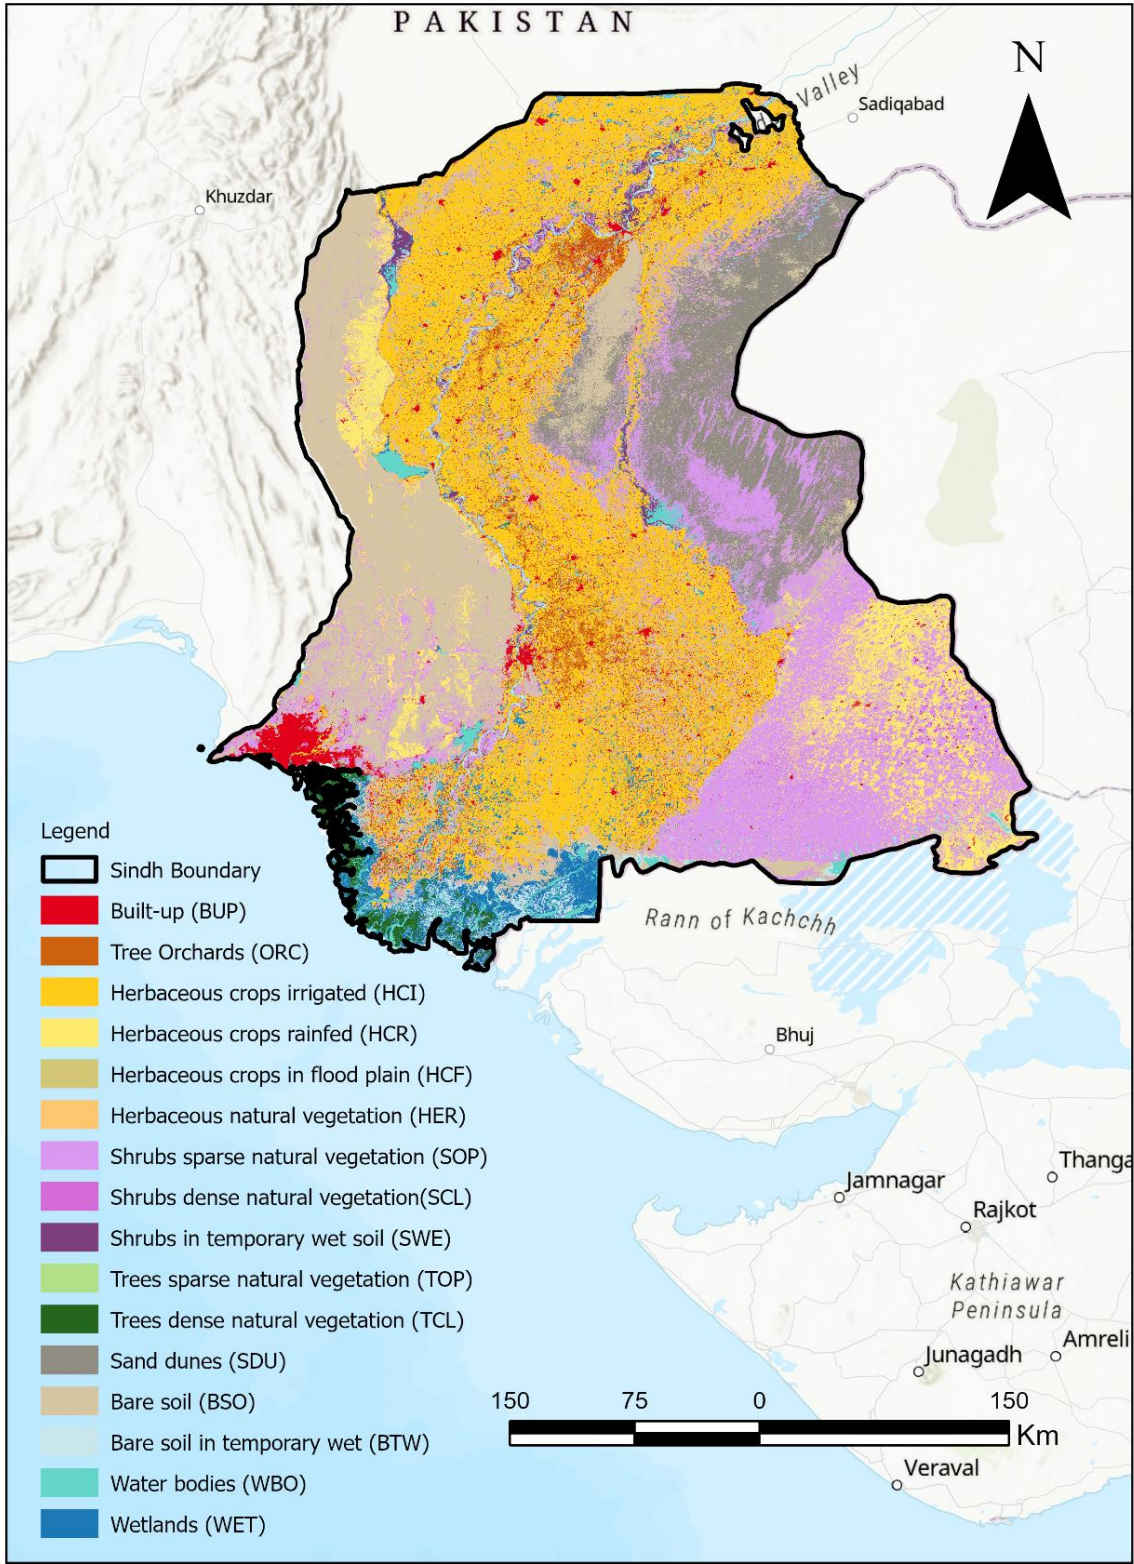 PAKISTAN
N
Valley
Sadiqabad
d
Khuzdar
Rann of Kachchh
Bhuj
Thanga
Jamnagar
Rajkot
Kathiawar
Peninsula
Amreli
Junagadh
Veraval
Legend
Sindh Boundary
Built-up (BUP)
Tree Orchards (ORC)
Herbaceous crops irrigated (HCI)
Herbaceous crops rainfed (HCR)
Herbaceous crops in flood plain (HCF)
Herbaceous natural vegetation (HER)
Shrubs sparse natural vegetation (SOP)
Shrubs dense natural vegetation(SCL)
Shrubs in temporary wet soil (SWE)
Trees sparse natural vegetation (TOP)
Trees dense natural vegetation (TCL)
Sand dunes (SDU)
Bare soil (BSO)
Bare soil in temporary wet (BTW)
Water bodies (WBO)
Wetlands (WET)
150 75 0 150
Km